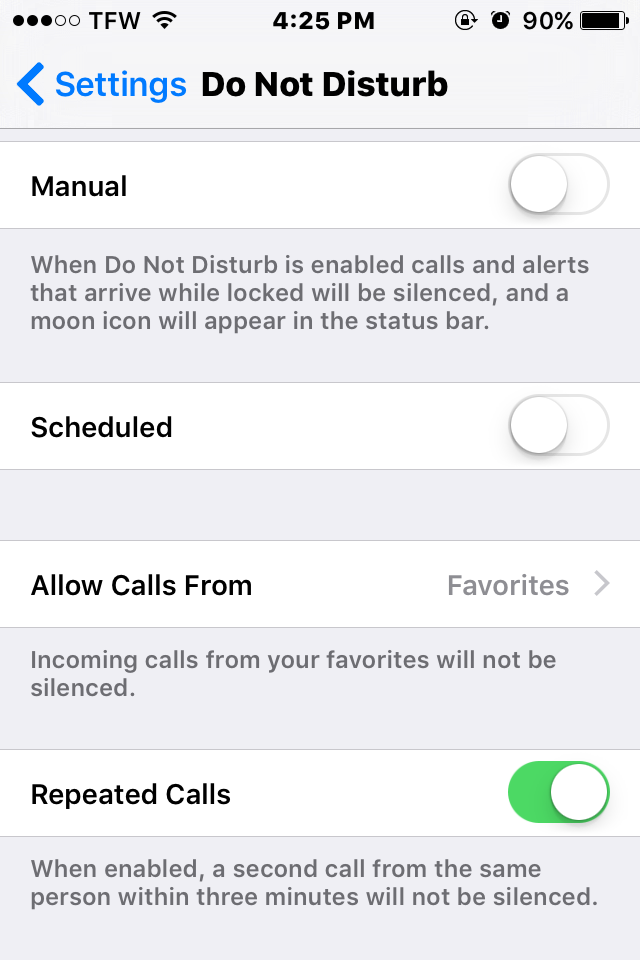 TFW 4:25 PM 90%
Settings Do Not Disturb
Manual
When Do Not Disturb is enabled calls and alerts
that arrive while locked will be silenced, and a
moon icon will appear in the status bar.
Scheduled
Allow Calls From Favorites
Incoming calls from your favorites will not be
silenced.
Repeated Calls
When enabled, a second call from the same
person within three minutes will not be silenced.